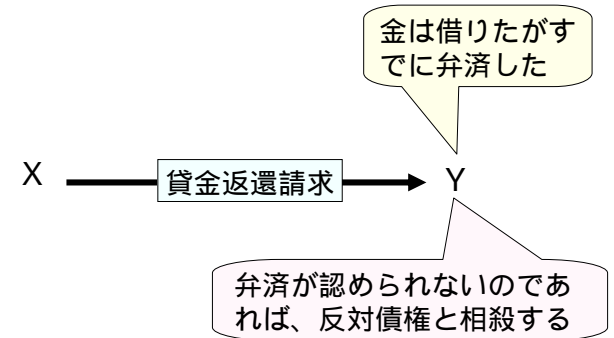 金は借りたがす
でに弁済した
X
貸金返還請求
Y
弁済が認められないのであ
れば、反対債権と相殺する